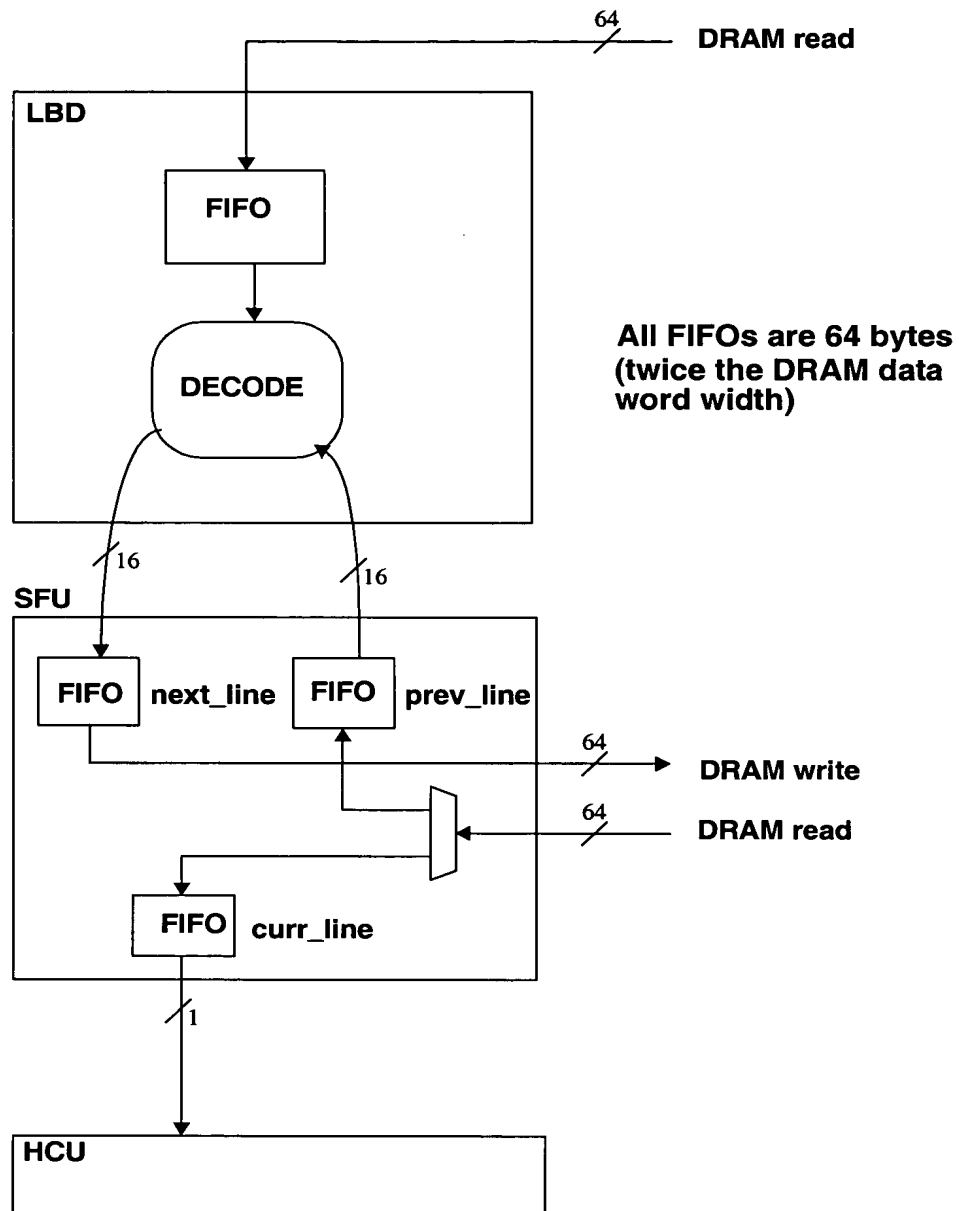 64
DRAM read
LBD
FIFO
DECODE
All FIFOs are 64 bytes
(twice the DRAM data
word width)
16
16
SFU
FIFO
next_line
FIFO
prev_line
64
DRAM write
64
DRAM read
FIFO
curr_line
1
HCU